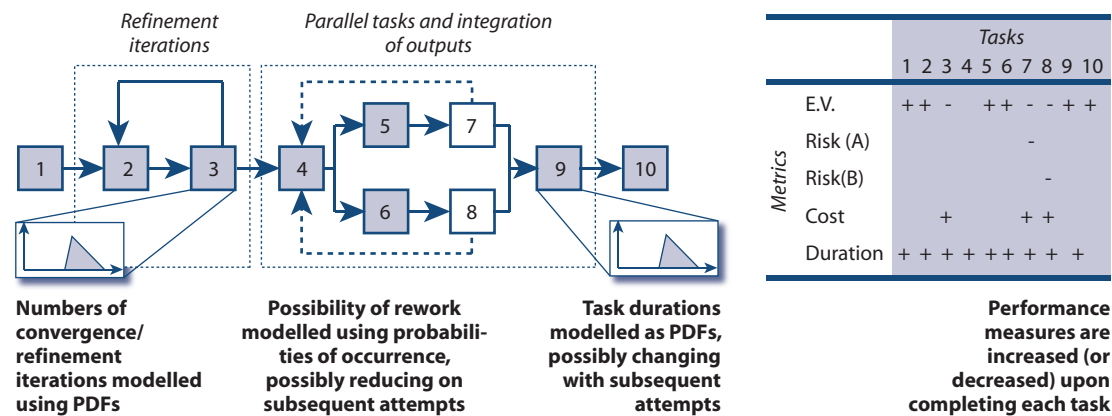 Refinement
iterations
Parallel tasks and integration
of outputs
1
2
3
4
5
7
6
8
9
10
Numbers of
convergence/
refinement
iterations modelled
using PDFs
Possibility of rework
modelled using probabili-
ties of occurrence,
possibly reducing on
subsequent attempts
Task durations
modelled as PDFs,
possibly changing
with subsequent
attempts
Tasks
1 2 3 4 5 6 7 8 9 10
Metrics
E.V. + + - + + - - + +
Risk (A) -
Risk(B) -
Cost + + +
Duration + + + + + + + + +
Performance
measures are
increased (or
decreased) upon
completing each task